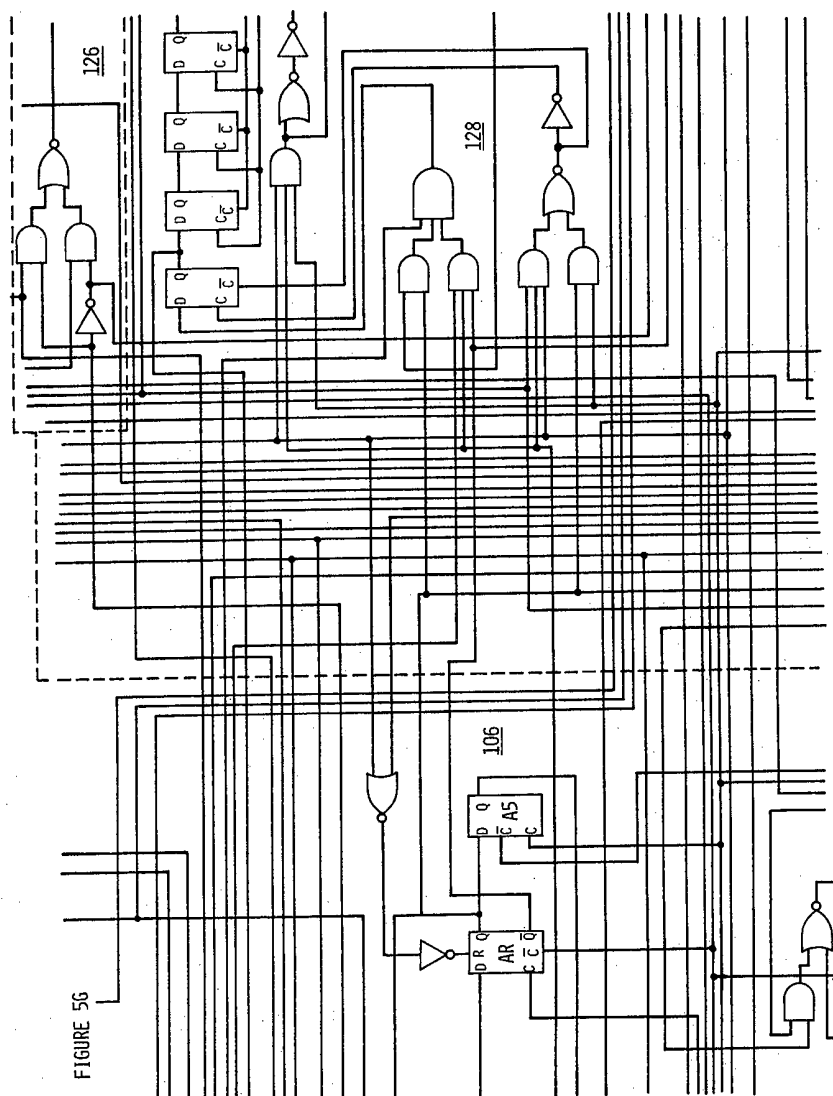 126
D Q
C C̅
D Q
C C̅
D Q
C C̅
D Q
C C̅
128
106
D Q
A5
C̅
C
D R Q
AR
C C̅ Q̅
FIGURE 5G